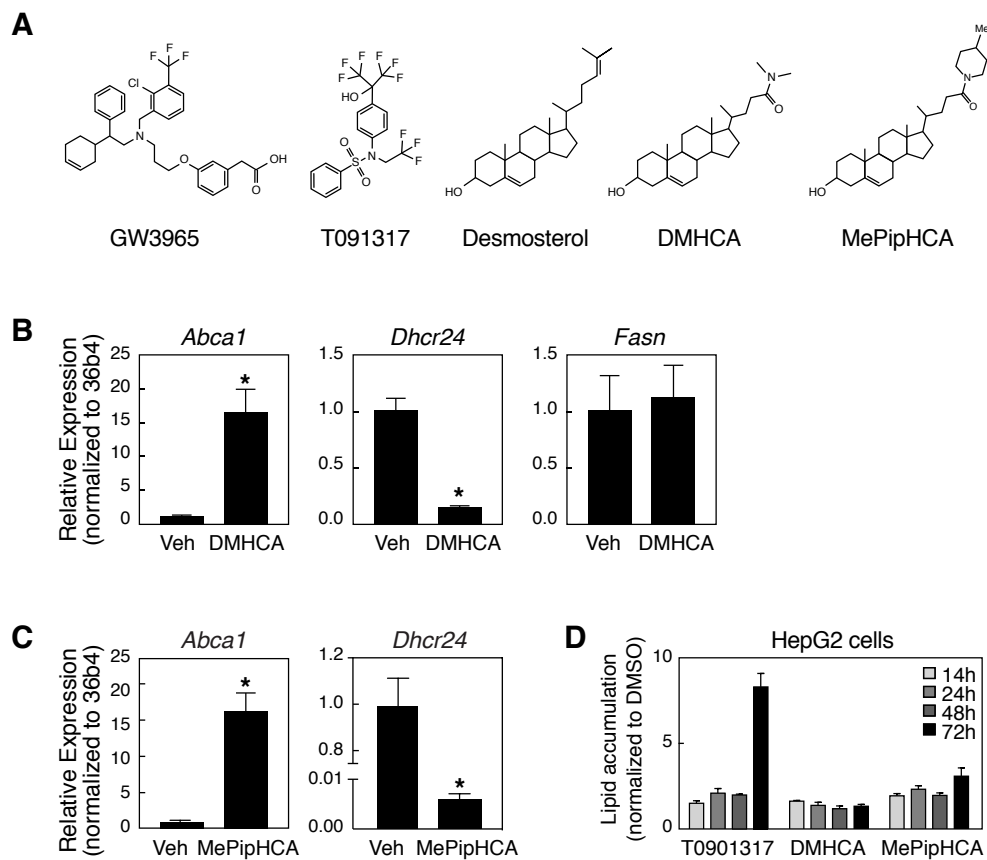 A
F
F
F
Cl
N
O
OH
O
F F
F F
F F
HO
N
S
O
O
F
F
F
HO
N
O
HO
Me
N
O
HO
GW3965 T091317 Desmosterol DMHCA MePipHCA
B
Relative Expression
(normalized to 36b4)
Abca1
25
20
15
10
5
0
*
Veh DMHCA
Dhcr24
1.5
1.0
0.5
0.0
*
Veh DMHCA
Fasn
1.5
1.0
0.5
0.0
Veh DMHCA
C
Relative Expression
(normalized to 36b4)
Abca1
25
20
15
10
5
0
*
Veh MePipHCA
Dhcr24
1.2
1.0
0.8
0.01
0.00
*
Veh MePipHCA
D
HepG2 cells
Lipid accumulation
(normalized to DMSO)
10
5
0
14h
24h
48h
72h
T0901317 DMHCA MePipHCA